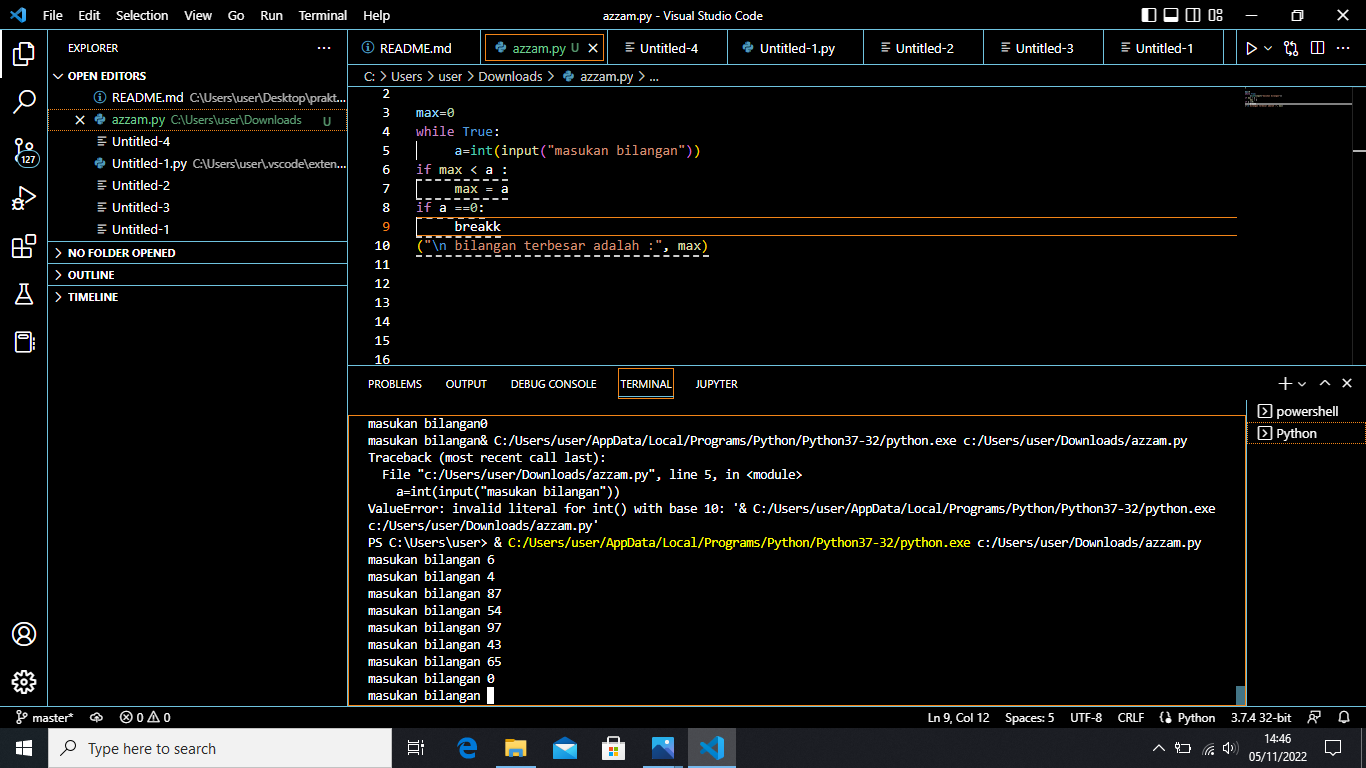 File Edit Selection View Go Run Terminal Help azzam.py - Visual Studio Code
EXPLORER
OPEN EDITORS
README.md C:\Users\user\Desktop\prakt...
azzam.py C:\Users\user\Downloads U
Untitled-4
Untitled-1.py C:\Users\user\.vscode\exten...
Untitled-2
Untitled-3
Untitled-1
NO FOLDER OPENED
OUTLINE
TIMELINE
127
README.md azzam.py U Untitled-4 Untitled-1.py Untitled-2 Untitled-3 Untitled-1
C: > Users > user > Downloads > azzam.py > ...
2
3 max=0
4 while True:
5 a=int(input("masukan bilangan"))
6 if max < a :
7 max = a
8 if a ==0:
9 breakk
10 ("\n bilangan terbesar adalah :", max)
11
12
13
14
15
16
PROBLEMS OUTPUT DEBUG CONSOLE TERMINAL JUPYTER
powershell
Python
masukan bilangan0
masukan bilangan& C:/Users/user/AppData/Local/Programs/Python/Python37-32/python.exe c:/Users/user/Downloads/azzam.py
Traceback (most recent call last):
File "c:/Users/user/Downloads/azzam.py", line 5, in <module>
a=int(input("masukan bilangan"))
ValueError: invalid literal for int() with base 10: '& C:/Users/user/AppData/Local/Programs/Python/Python37-32/python.exe
c:/Users/user/Downloads/azzam.py'
PS C:\Users\user> & C:/Users/user/AppData/Local/Programs/Python/Python37-32/python.exe c:/Users/user/Downloads/azzam.py
masukan bilangan 6
masukan bilangan 4
masukan bilangan 87
masukan bilangan 54
masukan bilangan 97
masukan bilangan 43
masukan bilangan 65
masukan bilangan 0
masukan bilangan
master* 0 0 Ln 9, Col 12 Spaces: 5 UTF-8 CRLF Python 3.7.4 32-bit
Type here to search
14:46
05/11/2022